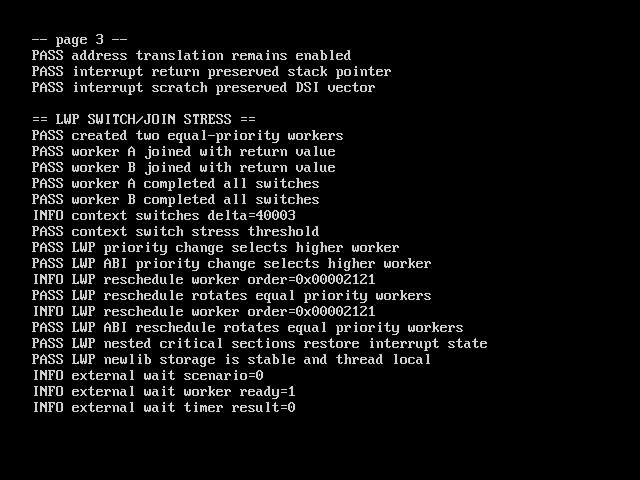 -- page 3 --
PASS address translation remains enabled
PASS interrupt return preserved stack pointer
PASS interrupt scratch preserved DSI vector
== LWP SWITCH/JOIN STRESS ==
PASS created two equal-priority workers
PASS worker A joined with return value
PASS worker B joined with return value
PASS worker A completed all switches
PASS worker B completed all switches
INFO context switches delta=40003
PASS context switch stress threshold
PASS LWP priority change selects higher worker
PASS LWP ABI priority change selects higher worker
INFO LWP reschedule worker order=0x00002121
PASS LWP reschedule rotates equal priority workers
INFO LWP reschedule worker order=0x00002121
PASS LWP ABI reschedule rotates equal priority workers
PASS LWP nested critical sections restore interrupt state
PASS LWP newlib storage is stable and thread local
INFO external wait scenario=0
INFO external wait worker ready=1
INFO external wait timer result=0